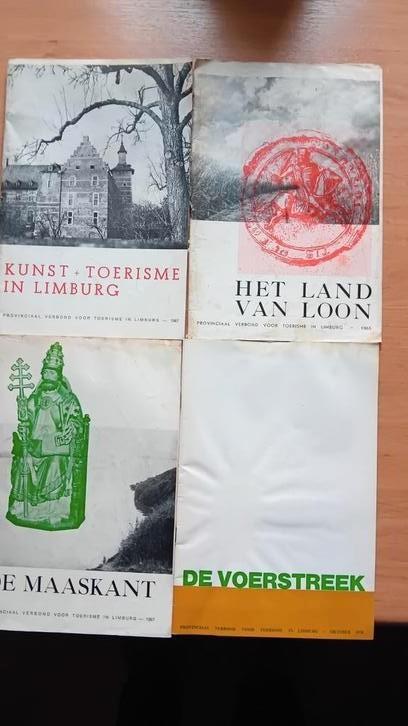 KUNST + TOERISME
IN LIMBURG
PROVINCIAAL VERBOND VOOR TOERISME IN LIMBURG — 1967
HET LAND
VAN LOON
PROVINCIAAL VERBOND VOOR TOERISME IN LIMBURG — 1965
DE MAASKANT
NCIAAL VERBOND VOOR TOERISME IN LIMBURG — 1967
DE VOERSTREEK
PROVINCIAAL VERBOND VOOR TOERISME IN LIMBURG — OKTOBER